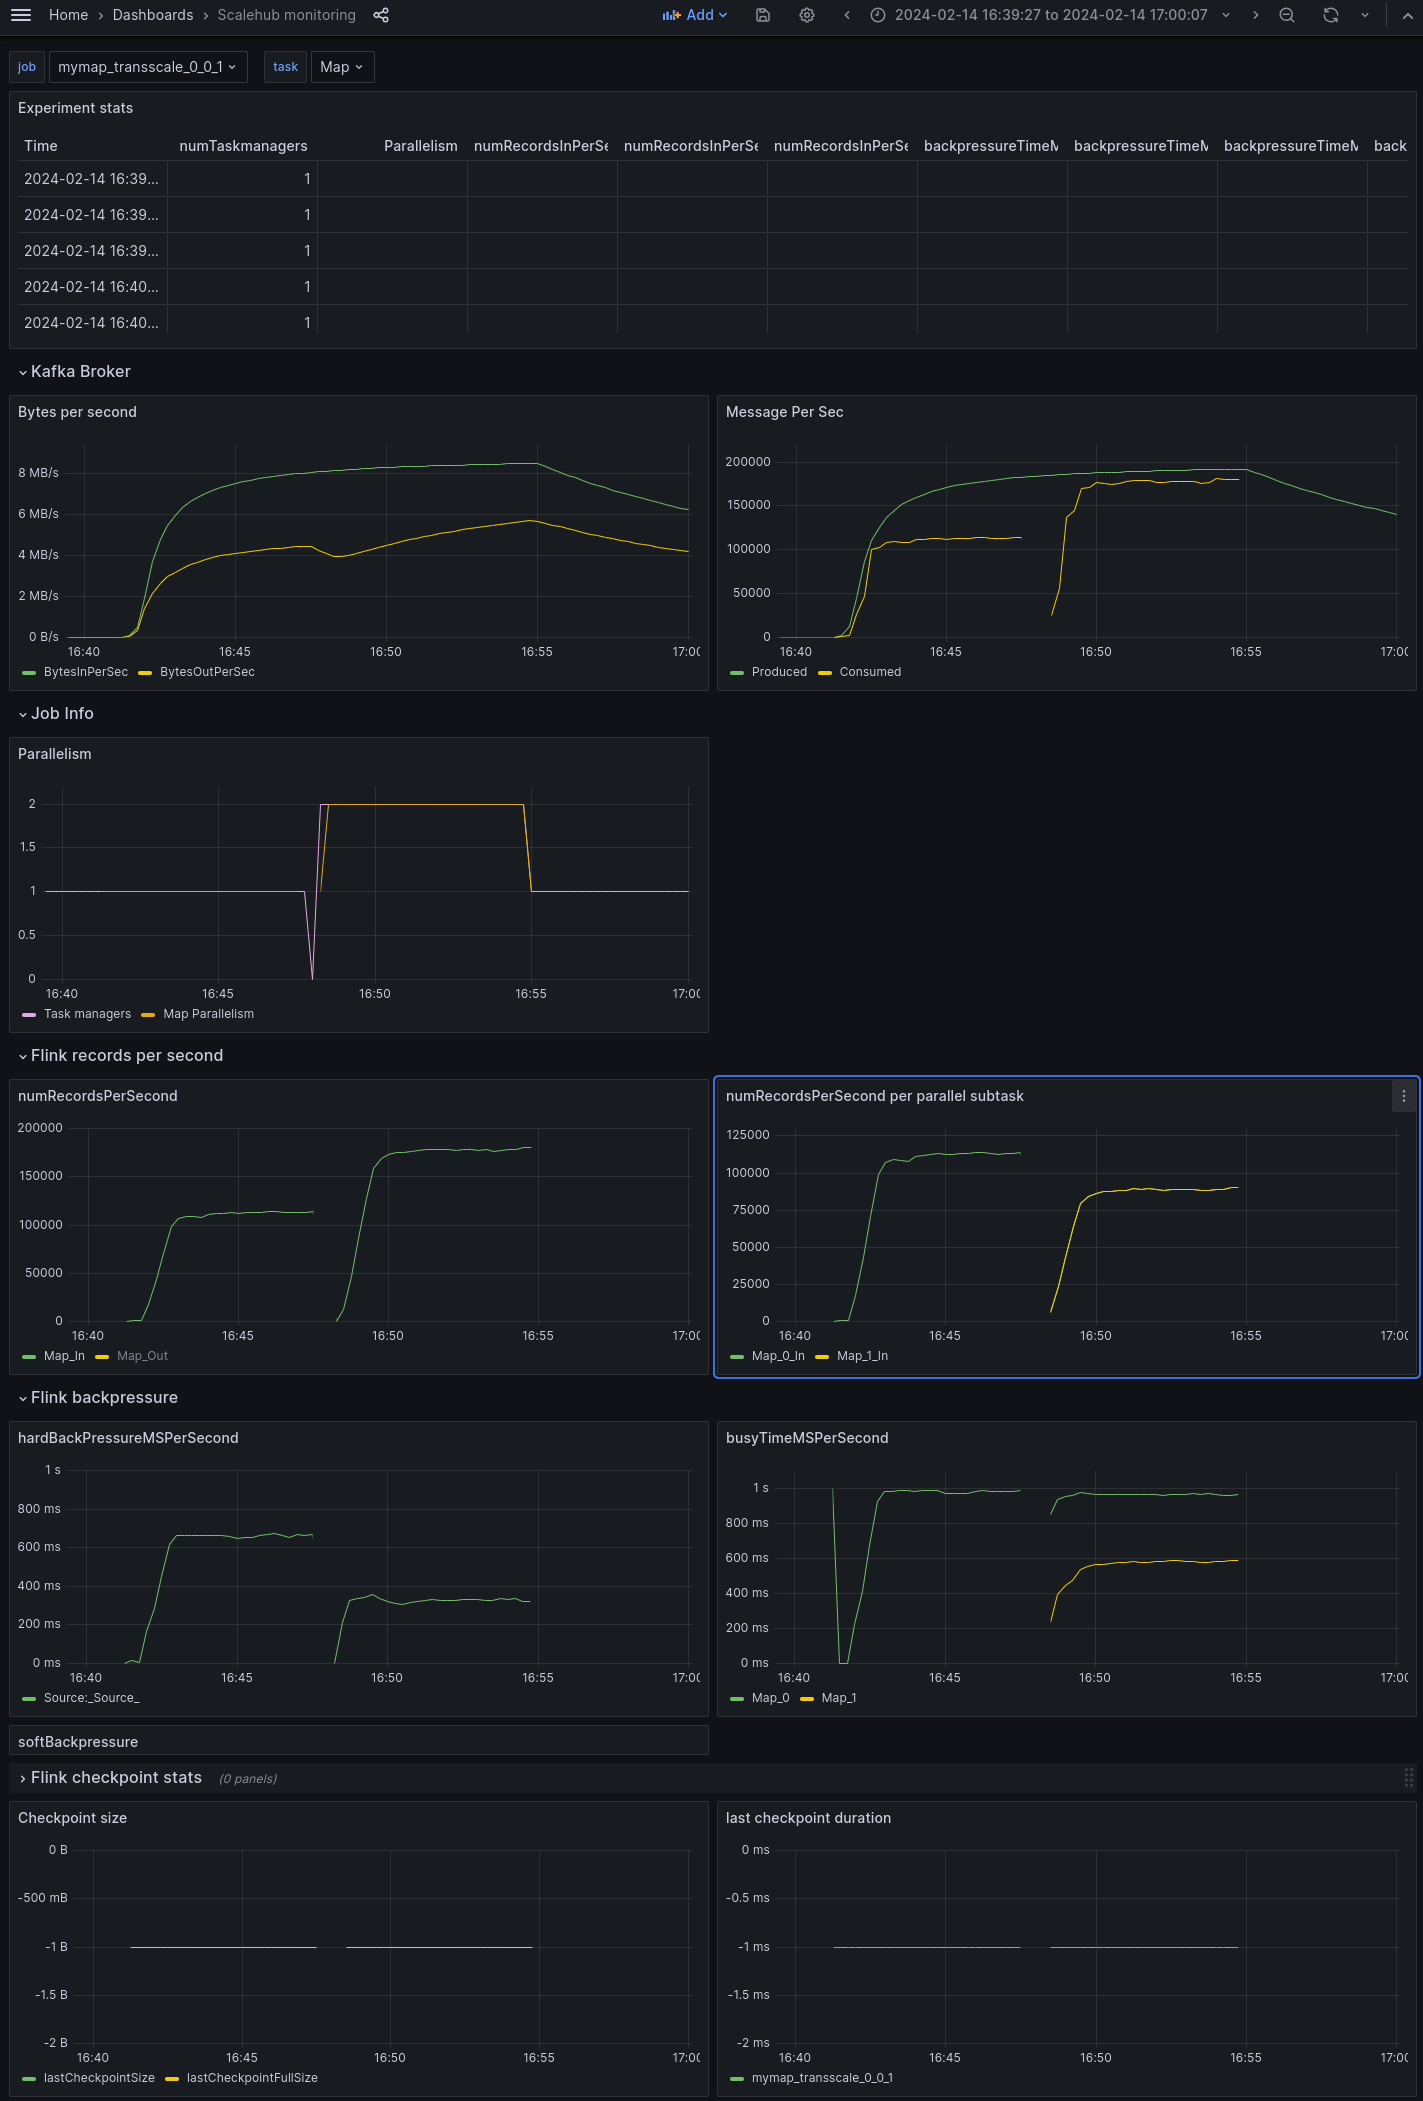 Home › Dashboards › Scalehub monitoring Add 2024-02-14 16:39:27 to 2024-02-14 17:00:07
job mymap_transscale_0_0_1 task Map
Experiment stats
Time numTaskmanagers Parallelism numRecordsInPerSe numRecordsInPerSe numRecordsInPerSe backpressureTimeM backpressureTimeM backpressureTimeM back
2024-02-14 16:39... 1
2024-02-14 16:39... 1
2024-02-14 16:39... 1
2024-02-14 16:40... 1
2024-02-14 16:40... 1
Kafka Broker
Bytes per second
8 MB/s
6 MB/s
4 MB/s
2 MB/s
0 B/s
16:40 16:45 16:50 16:55 17:00
BytesInPerSec BytesOutPerSec
Message Per Sec
200000
150000
100000
50000
0
16:40 16:45 16:50 16:55 17:00
Produced Consumed
Job Info
Parallelism
2
1.5
1
0.5
0
16:40 16:45 16:50 16:55 17:00
Task managers Map Parallelism
Flink records per second
numRecordsPerSecond
200000
150000
100000
50000
0
16:40 16:45 16:50 16:55 17:00
Map_In Map_Out
numRecordsPerSecond per parallel subtask
125000
100000
75000
50000
25000
0
16:40 16:45 16:50 16:55 17:00
Map_0_In Map_1_In
Flink backpressure
hardBackPressureMSPerSecond
1 s
800 ms
600 ms
400 ms
200 ms
0 ms
16:40 16:45 16:50 16:55 17:00
Source:_Source_
busyTimeMSPerSecond
1 s
800 ms
600 ms
400 ms
200 ms
0 ms
16:40 16:45 16:50 16:55 17:00
Map_0 Map_1
softBackpressure
Flink checkpoint stats (0 panels)
Checkpoint size
0 B
-500 mB
-1 B
-1.5 B
-2 B
16:40 16:45 16:50 16:55 17:00
lastCheckpointSize lastCheckpointFullSize
last checkpoint duration
0 ms
-0.5 ms
-1 ms
-1.5 ms
-2 ms
16:40 16:45 16:50 16:55 17:00
mymap_transscale_0_0_1